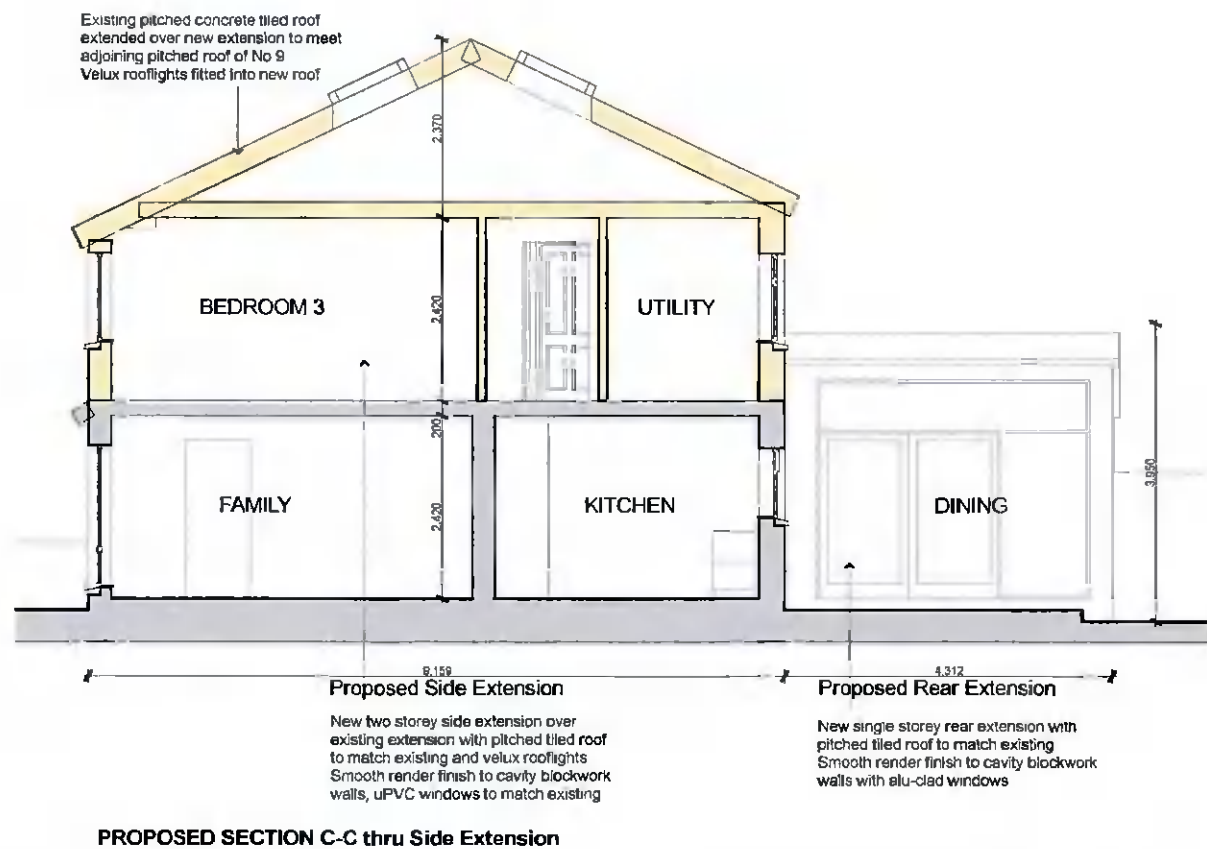 Existing pitched concrete tiled roof
extended over new extension to meet
adjoining pitched roof of No 9
Velux rooflights fitted into new roof
2.370
BEDROOM 3
2.420
UTILITY
200
FAMILY
2.420
KITCHEN
DINING
3.950
9.159
4.312
Proposed Side Extension
New two storey side extension over
existing extension with pitched tiled roof
to match existing and velux rooflights
Smooth render finish to cavity blockwork
walls, uPVC windows to match existing
Proposed Rear Extension
New single storey rear extension with
pitched tiled roof to match existing
Smooth render finish to cavity blockwork
walls with alu-clad windows
PROPOSED SECTION C-C thru Side Extension